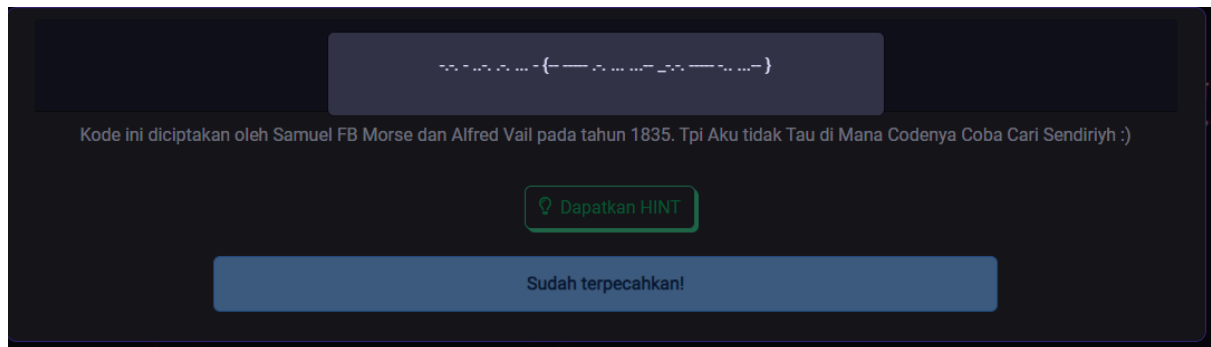 -.-. - ..-. .-. ... - {-- ----- .-. ... ...-- _-.-. ----- -.. ...-- }
Kode ini diciptakan oleh Samuel FB Morse dan Alfred Vail pada tahun 1835. Tpi Aku tidak Tau di Mana Codenya Coba Cari Sendiriyh :)
Dapatkan HINT
Sudah terpecahkan!